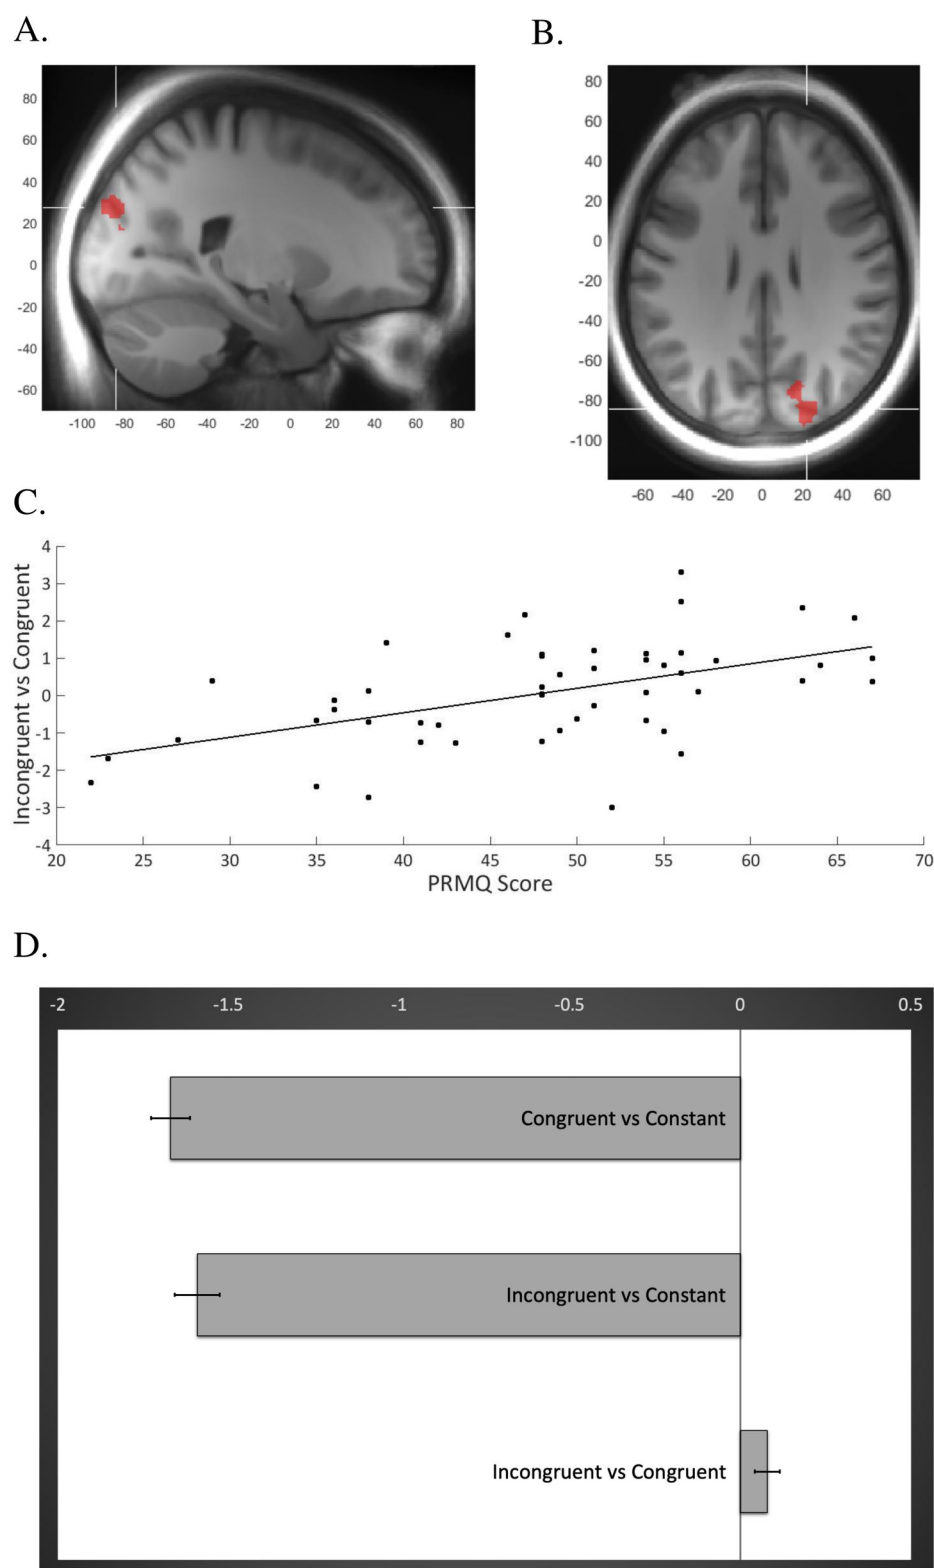 A.
B.
80
60
40
20
0
-20
-40
-60
-100 -80 -60 -40 -20 0 20 40 60 80
80
60
40
20
0
-20
-40
-60
-80
-100
-60 -40 -20 0 20 40 60
C.
Incongruent vs Congruent
4
3
2
1
0
-1
-2
-3
-4
20 25 30 35 40 45 50 55 60 65 70
PRMQ Score
D.
-2 -1.5 -1 -0.5 0 0.5
Congruent vs Constant
Incongruent vs Constant
Incongruent vs Congruent